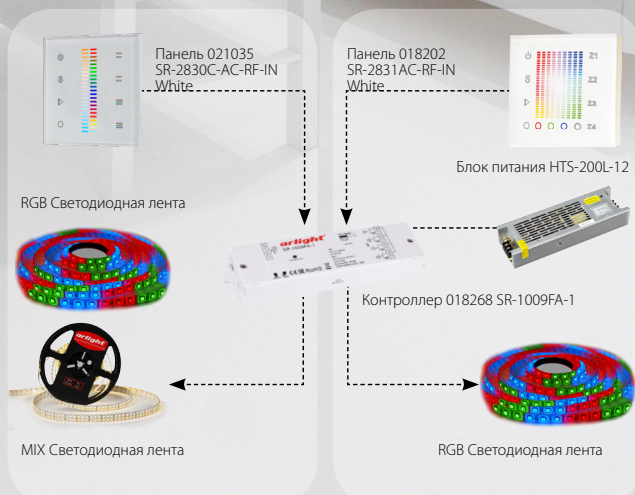 Панель 021035
SR-2830C-AC-RF-IN
White
Панель 018202
SR-2831AC-RF-IN
White
Z1
Z2
Z3
Z4
Блок питания HTS-200L-12
RGB Светодиодная лента
arlight
SR-1009FA-1
Контроллер 018268 SR-1009FA-1
arlight
MIX Светодиодная лента
RGB Светодиодная лента